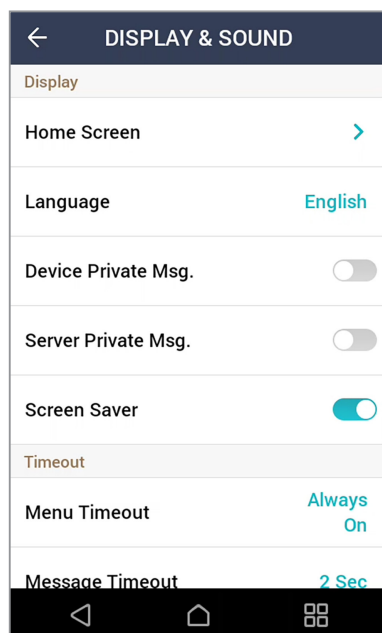 DISPLAY & SOUND
Display
Home Screen
Language English
Device Private Msg.
Server Private Msg.
Screen Saver
Timeout
Menu Timeout Always On
Message Timeout 2 Sec